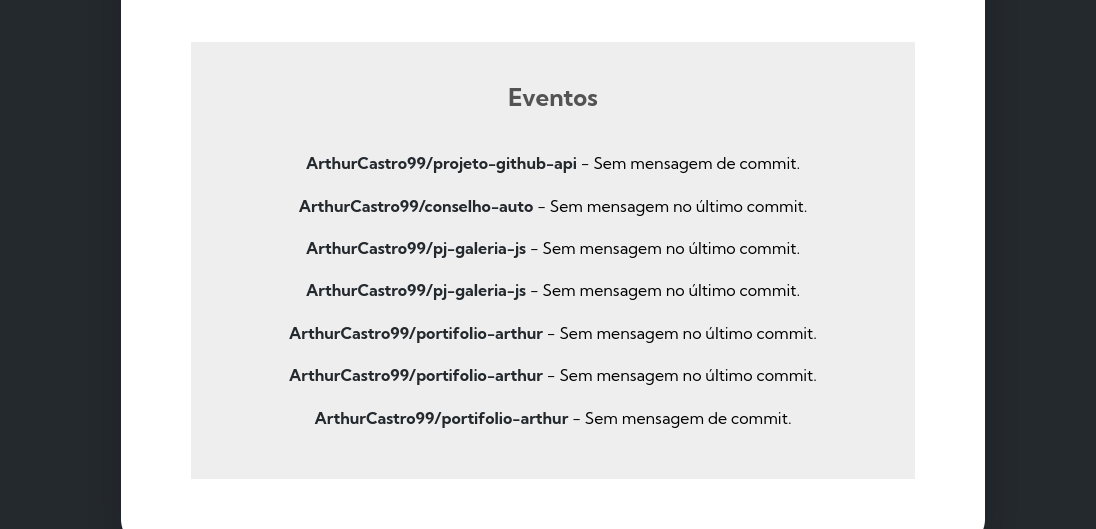 Eventos
ArthurCastro99/projeto-github-api - Sem mensagem de commit.
ArthurCastro99/conselho-auto - Sem mensagem no último commit.
ArthurCastro99/pj-galeria-js - Sem mensagem no último commit.
ArthurCastro99/pj-galeria-js - Sem mensagem no último commit.
ArthurCastro99/portifolio-arthur - Sem mensagem no último commit.
ArthurCastro99/portifolio-arthur - Sem mensagem no último commit.
ArthurCastro99/portifolio-arthur - Sem mensagem de commit.